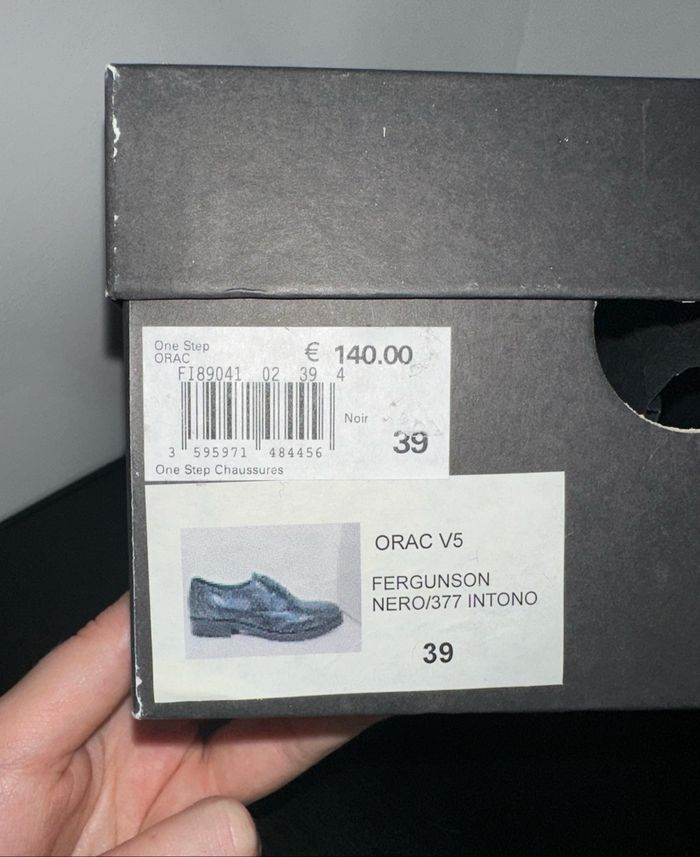 One Step
ORAC
€ 140.00
FI89041 02 39 4
Noir
39
3 595971 484456
One Step Chaussures
ORAC V5
FERGUNSON
NERO/377 INTONO
39